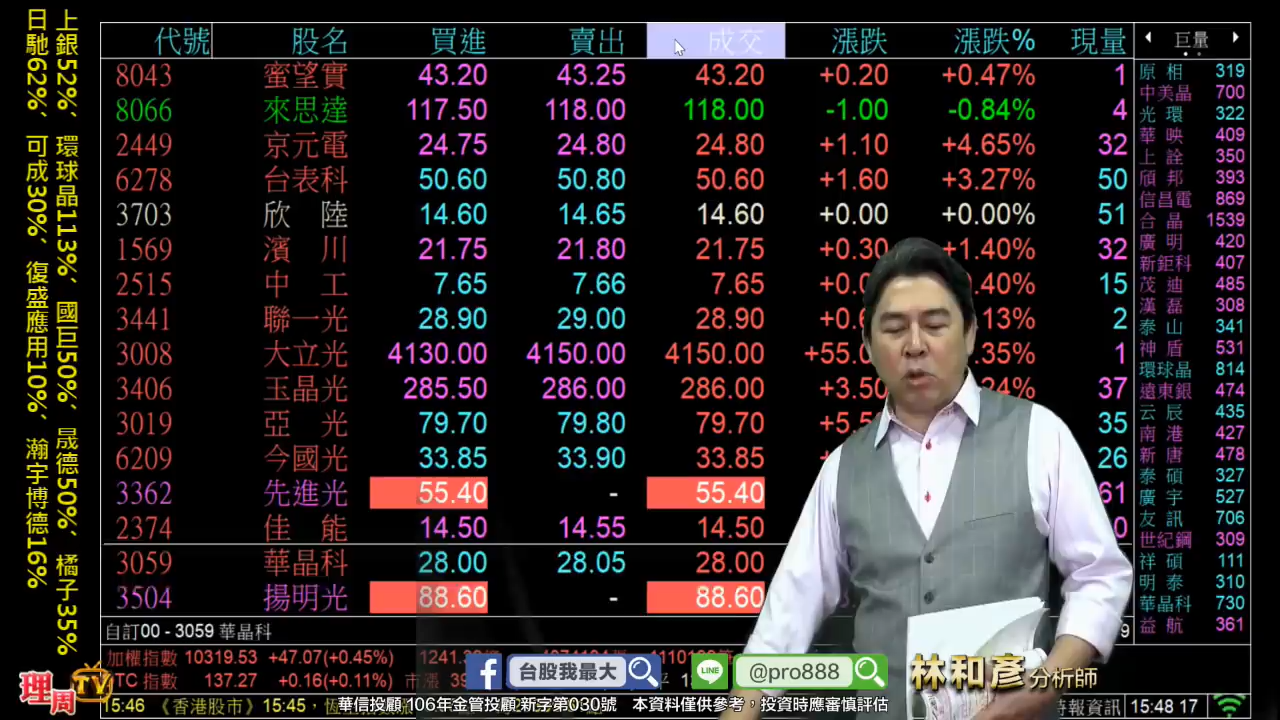 上銀52%、環球晶113%、國巨50%、晟德50%、橘子35%
日馳62%、可成30%、復盛應用10%、瀚宇博德16%
代號 股名 買進 賣出 成交 漲跌 漲跌% 現量
8043 蜜望實 43.20 43.25 43.20 +0.20 +0.47% 1
8066 來思達 117.50 118.00 118.00 -1.00 -0.84% 4
2449 京元電 24.75 24.80 24.80 +1.10 +4.65% 32
6278 台表科 50.60 50.80 50.60 +1.60 +3.27% 50
3703 欣陸 14.60 14.65 14.60 +0.00 +0.00% 51
1569 濱川 21.75 21.80 21.75 +0.30 +1.40% 32
2515 中工 7.65 7.66 7.65 +0.0 .40% 15
3441 聯一光 28.90 29.00 28.90 +0. .13% 2
3008 大立光 4130.00 4150.00 4150.00 +55.0 .35% 1
3406 玉晶光 285.50 286.00 286.00 +3.50 37
3019 亞光 79.70 79.80 79.70 +5. 35
6209 今國光 33.85 33.90 33.85 26
3362 先進光 55.40 - 55.40 61
2374 佳能 14.50 14.55 14.50 0
3059 華晶科 28.00 28.05 28.00
3504 揚明光 88.60 - 88.60
巨量
原相 319
中美晶 700
光環 322
華映 409
上詮 350
頎邦 393
信昌電 869
合晶 1539
廣明 420
新鉅科 407
茂迪 485
漢磊 308
泰山 341
神盾 531
環球晶 814
遠東銀 474
云辰 435
南港 427
新唐 478
泰碩 327
廣宇 527
友訊 706
世紀鋼 309
祥碩 111
明泰 310
華晶科 730
益航 361
自訂00 - 3059 華晶科
9
加權指數 10319.53 +47.07(+0.45%)
TC 指數 137.27 +0.16(+0.11%) 市漲
台股我最大
LINE
@pro888
林和彥 分析師
理周TV
15:46 《香港股市》15:45，
時報資訊 15:48 17
華信投顧 106年金管投顧新字第030號 本資料僅供參考，投資時應審慎評估